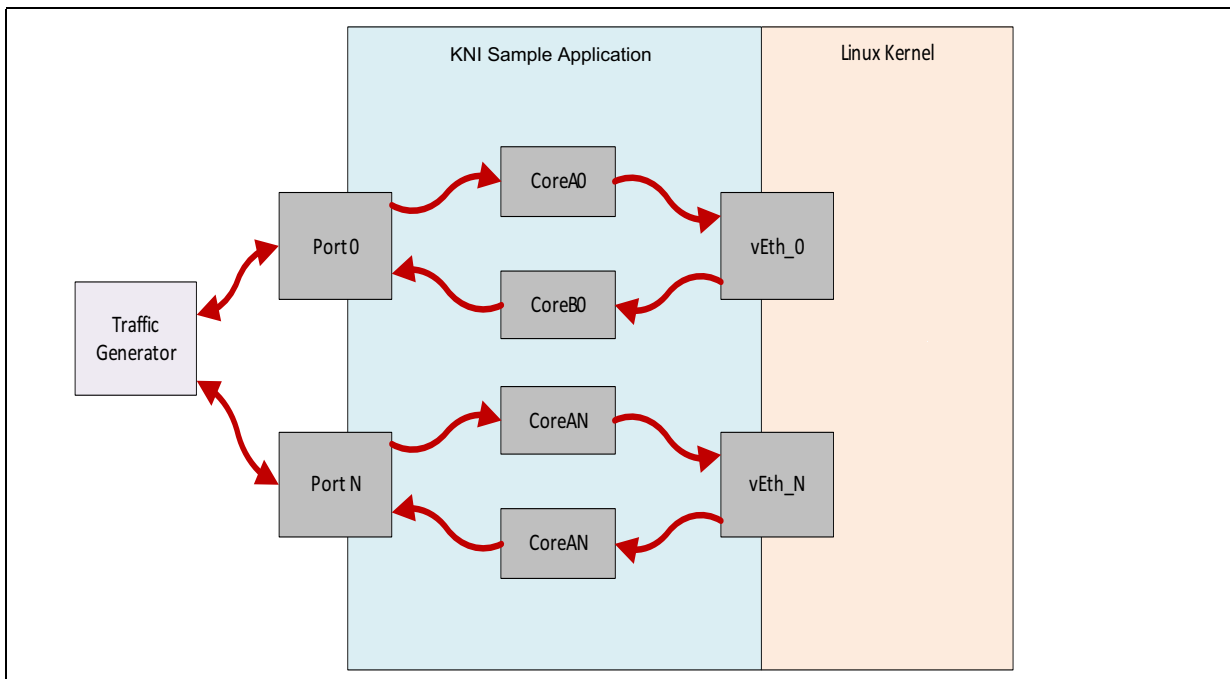 KNI Sample Application
Linux Kernel
CoreA0
Port 0
vEth_0
CoreB0
Traffic
Generator
CoreAN
Port N
vEth_N
CoreAN